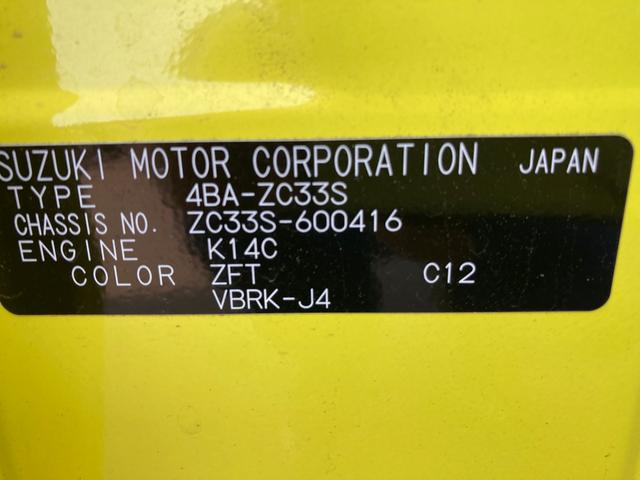 SUZUKI MOTOR CORPORATION JAPAN
TYPE 4BA-ZC33S
CHASSIS NO. ZC33S-600416
ENGINE K14C
COLOR ZFT C12
VBRK-J4